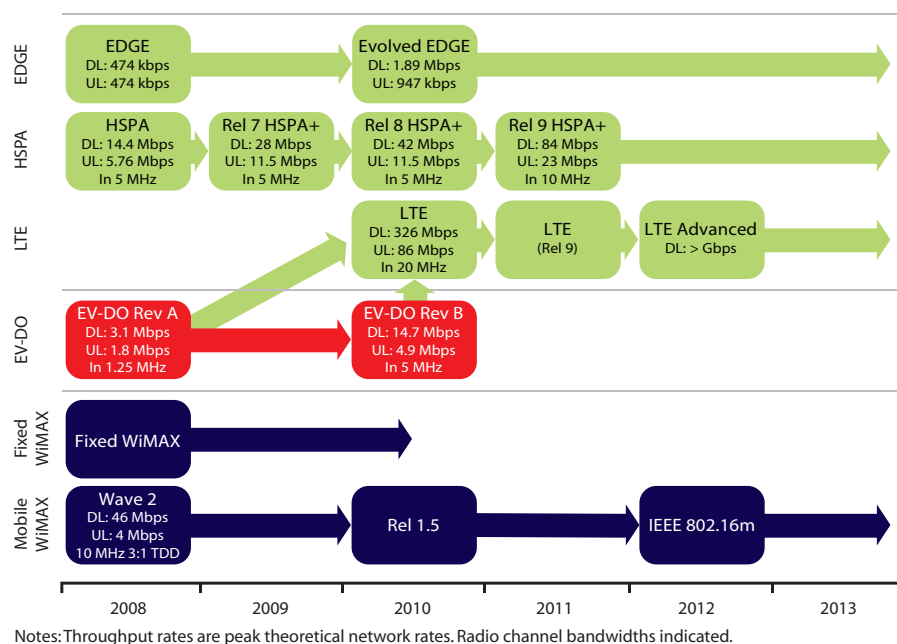 EDGE
EDGE
DL: 474 kbps
UL: 474 kbps
Evolved EDGE
DL: 1.89 Mbps
UL: 947 kbps
HSPA
HSPA
DL: 14.4 Mbps
UL: 5.76 Mbps
In 5 MHz
Rel 7 HSPA+
DL: 28 Mbps
UL: 11.5 Mbps
In 5 MHz
Rel 8 HSPA+
DL: 42 Mbps
UL: 11.5 Mbps
In 5 MHz
Rel 9 HSPA+
DL: 84 Mbps
UL: 23 Mbps
In 10 MHz
LTE
LTE
DL: 326 Mbps
UL: 86 Mbps
In 20 MHz
LTE
(Rel 9)
LTE Advanced
DL: > Gbps
EV-DO
EV-DO Rev A
DL: 3.1 Mbps
UL: 1.8 Mbps
In 1.25 MHz
EV-DO Rev B
DL: 14.7 Mbps
UL: 4.9 Mbps
In 5 MHz
Fixed
WiMAX
Fixed WiMAX
Mobile
WiMAX
Wave 2
DL: 46 Mbps
UL: 4 Mbps
10 MHz 3:1 TDD
Rel 1.5
IEEE 802.16m
2008
2009
2010
2011
2012
2013
Notes: Throughput rates are peak theoretical network rates. Radio channel bandwidths indicated.